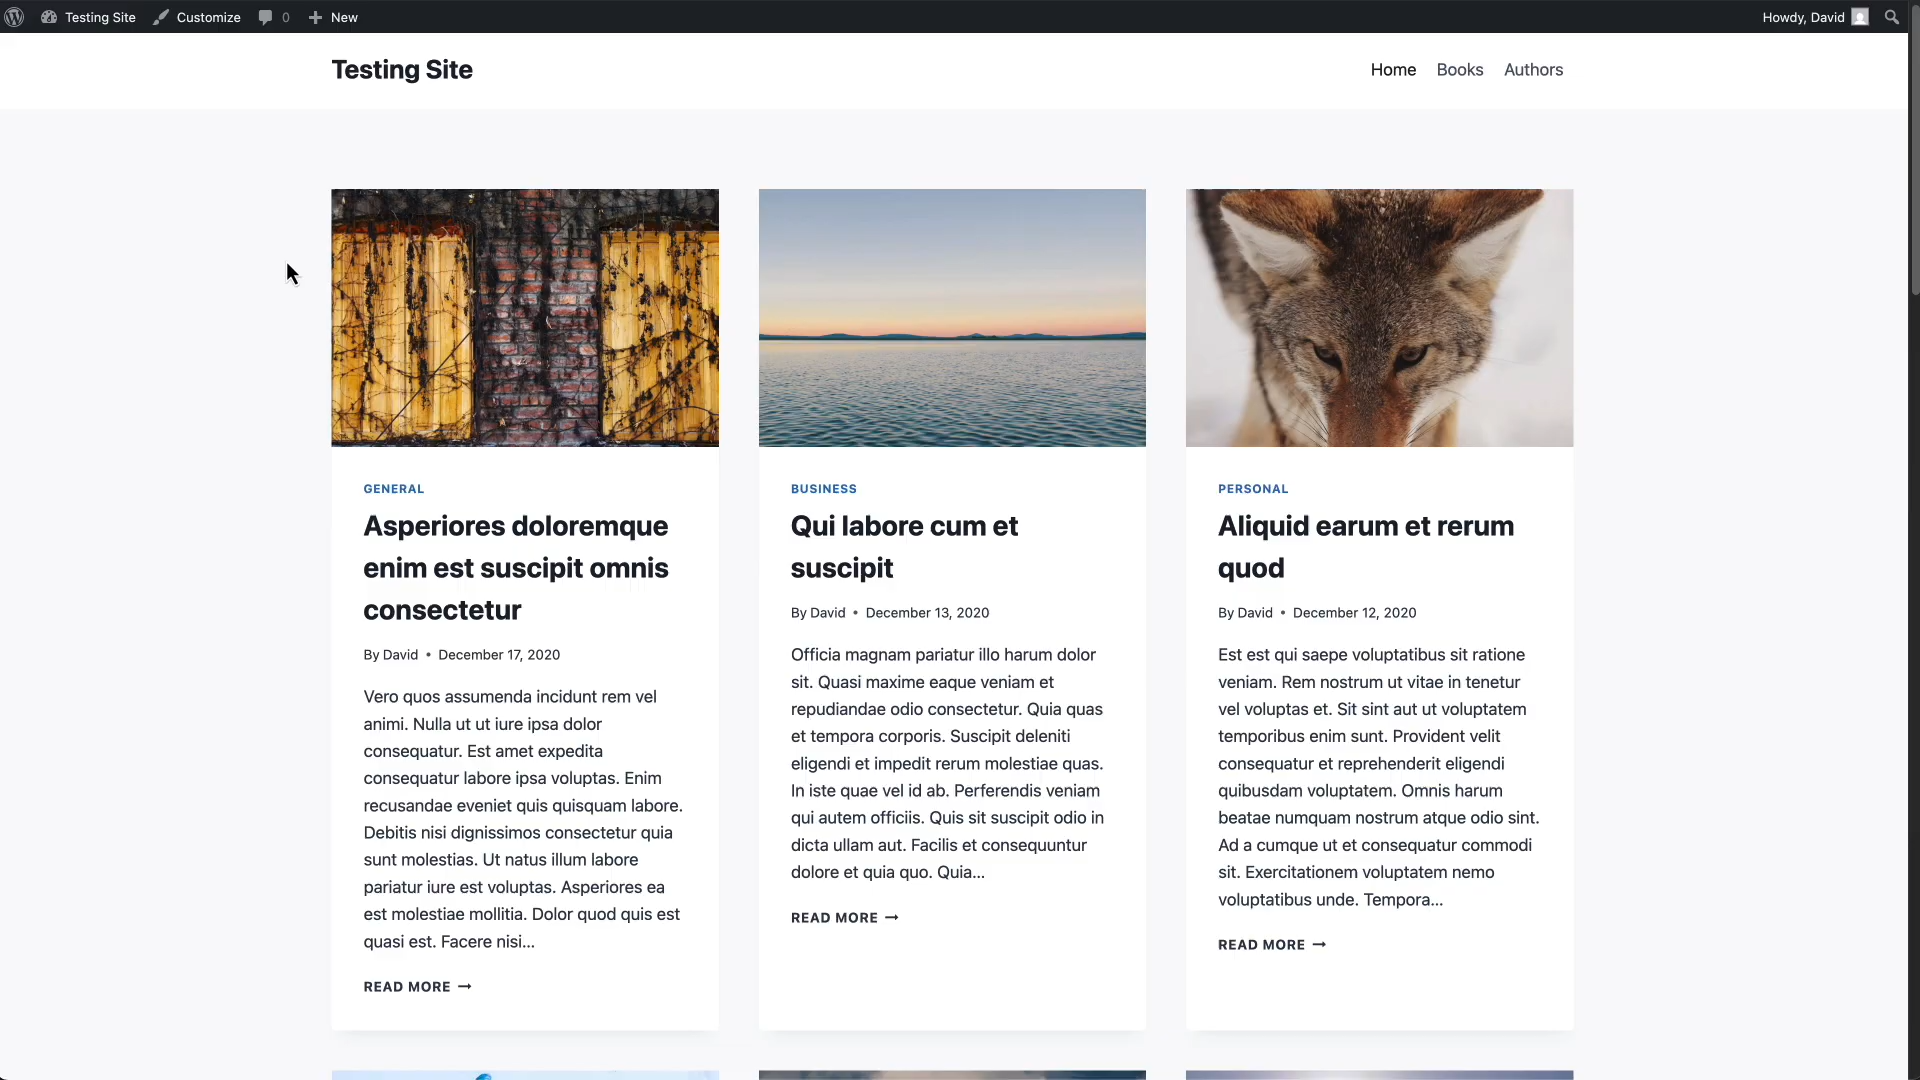 Testing Site
Customize
0
New
Howdy, David
Testing Site
Home
Books
Authors
GENERAL
Asperiores doloremque
enim est suscipit omnis
consectetur
By David • December 17, 2020
Vero quos assumenda incidunt rem vel
animi. Nulla ut ut iure ipsa dolor
consequatur. Est amet expedita
consequatur labore ipsa voluptas. Enim
recusandae eveniet quis quisquam labore.
Debitis nisi dignissimos consectetur quia
sunt molestias. Ut natus illum labore
pariatur iure est voluptas. Asperiores ea
est molestiae mollitia. Dolor quod quis est
quasi est. Facere nisi...
READ MORE →
BUSINESS
Qui labore cum et
suscipit
By David • December 13, 2020
Officia magnam pariatur illo harum dolor
sit. Quasi maxime eaque veniam et
repudiandae odio consectetur. Quia quas
et tempora corporis. Suscipit deleniti
eligendi et impedit rerum molestiae quas.
In iste quae vel id ab. Perferendis veniam
qui autem officiis. Quis sit suscipit odio in
dicta ullam aut. Facilis et consequuntur
dolore et quia quo. Quia...
READ MORE →
PERSONAL
Aliquid earum et rerum
quod
By David • December 12, 2020
Est est qui saepe voluptatibus sit ratione
veniam. Rem nostrum ut vitae in tenetur
vel voluptas et. Sit sint aut ut voluptatem
temporibus enim sunt. Provident velit
consequatur et reprehenderit eligendi
quibusdam voluptatem. Omnis harum
beatae numquam nostrum atque odio sint.
Ad a cumque ut et consequatur commodi
sit. Exercitationem voluptatem nemo
voluptatibus unde. Tempora...
READ MORE →